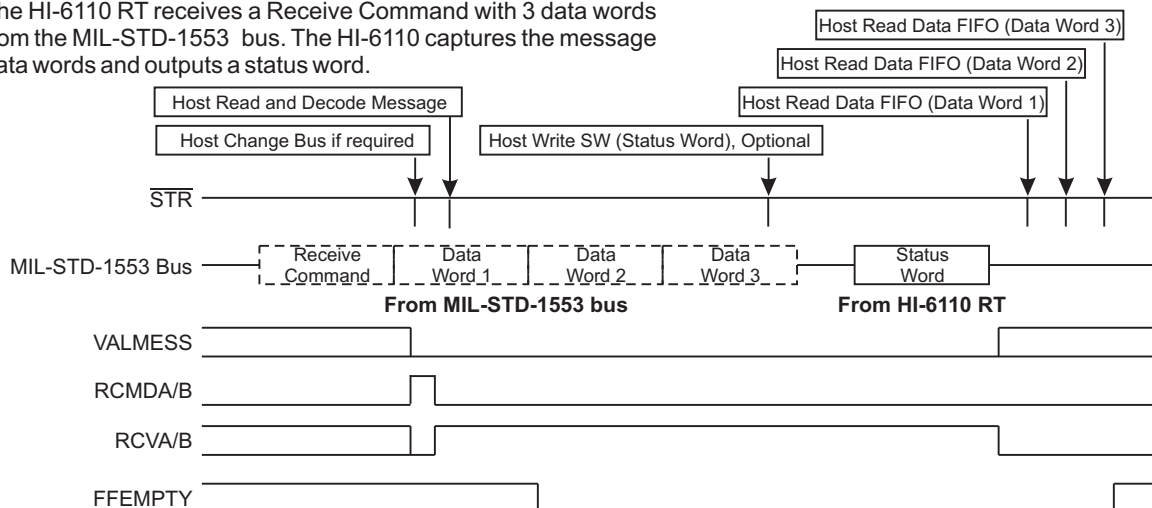 he HI-6110 RT receives a Receive Command with 3 data words
om the MIL-STD-1553 bus. The HI-6110 captures the message
ata words and outputs a status word.
Host Read Data FIFO (Data Word 3)
Host Read Data FIFO (Data Word 2)
Host Read and Decode Message
Host Read Data FIFO (Data Word 1)
Host Change Bus if required
Host Write SW (Status Word), Optional
STR
MIL-STD-1553 Bus
Receive
Command
Data
Word 1
Data
Word 2
Data
Word 3
Status
Word
From MIL-STD-1553 bus
From HI-6110 RT
VALMESS
RCMDA/B
RCVA/B
FFEMPTY